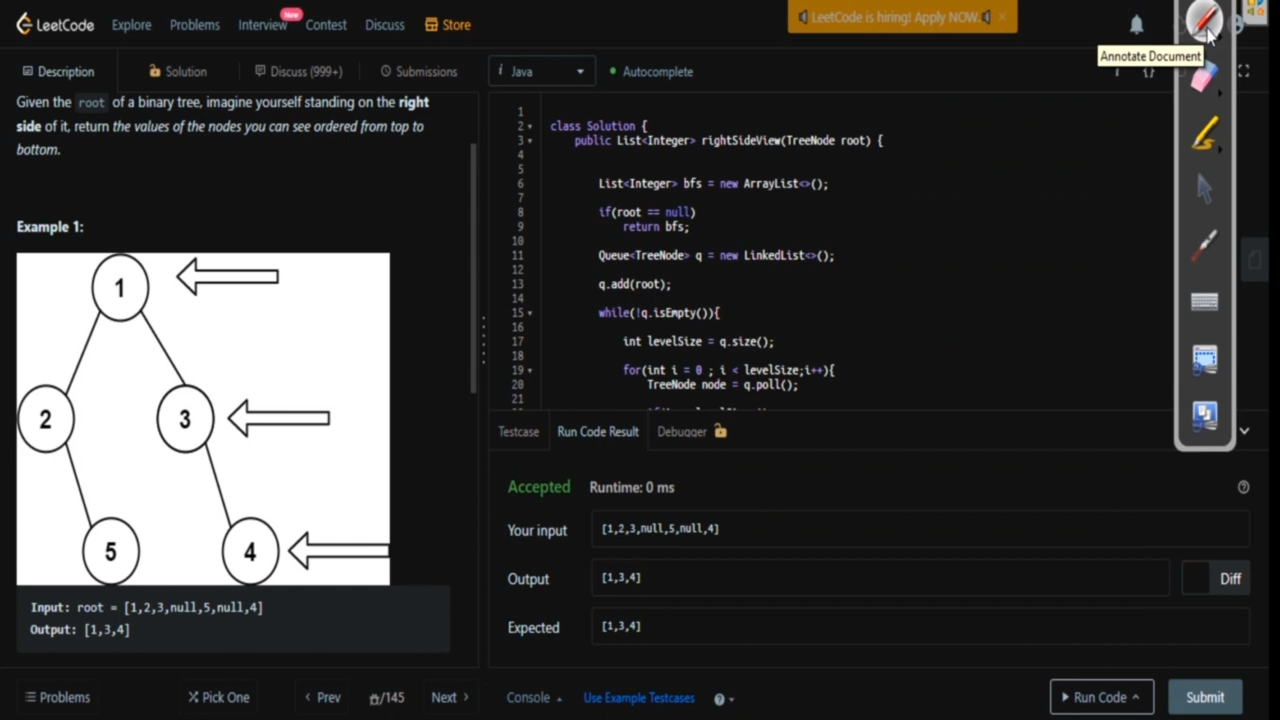 LeetCode
Explore
Problems
Interview
New
Contest
Discuss
Store
LeetCode is hiring! Apply NOW.
×
Annotate Document
Description
Solution
Discuss (999+)
Submissions
i Java
Autocomplete
i
{}
Given the root of a binary tree, imagine yourself standing on the right
side of it, return the values of the nodes you can see ordered from top to
bottom.
Example 1:
1
2
3
5
4
Input: root = [1,2,3,null,5,null,4]
Output: [1,3,4]
1
2 class Solution {
3 public List<Integer> rightSideView(TreeNode root) {
4
5
6 List<Integer> bfs = new ArrayList<>();
7
8 if(root == null)
9 return bfs;
10
11 Queue<TreeNode> q = new LinkedList<>();
12
13 q.add(root);
14
15 while(!q.isEmpty()){
16
17 int levelSize = q.size();
18
19 for(int i = 0 ; i < levelSize;i++){
20 TreeNode node = q.poll();
21
Testcase
Run Code Result
Debugger
Accepted
Runtime: 0 ms
Your input
[1,2,3,null,5,null,4]
Output
[1,3,4]
Diff
Expected
[1,3,4]
Problems
Pick One
Prev
/145
Next
Console
Use Example Testcases
Run Code
Submit